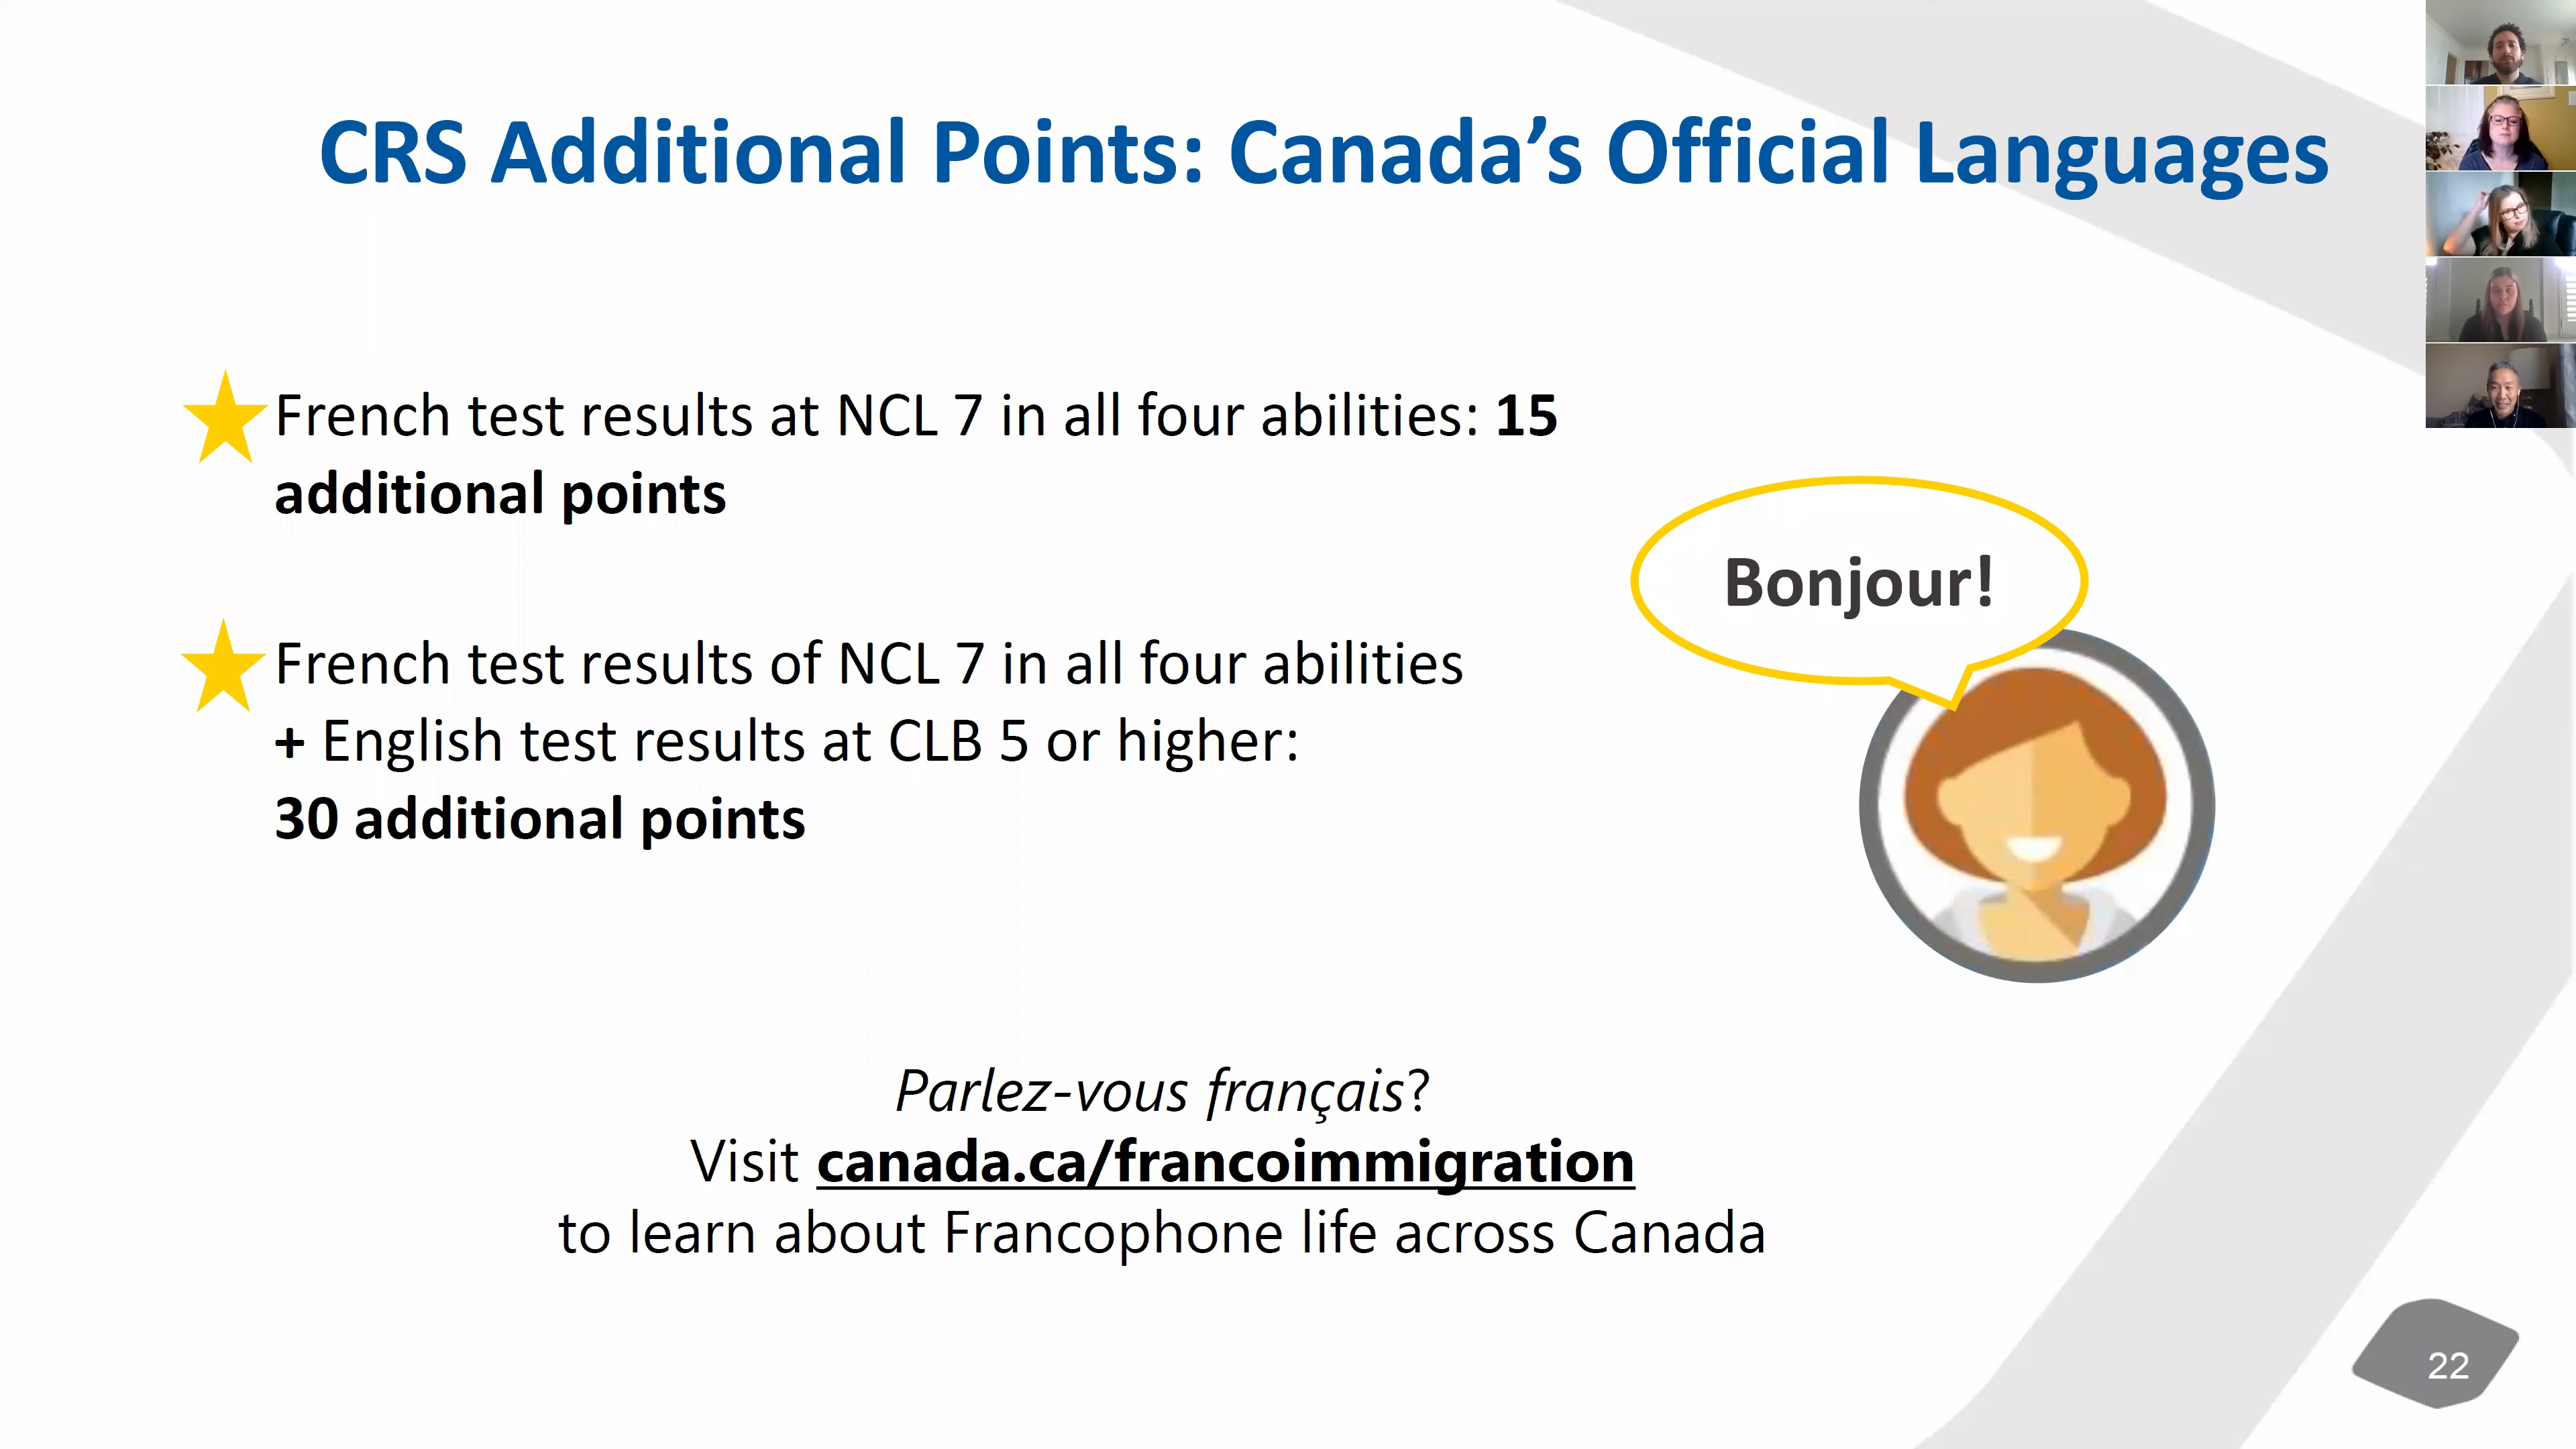 CRS Additional Points: Canada’s Official Languages
French test results at NCL 7 in all four abilities: 15
additional points
Bonjour!
French test results of NCL 7 in all four abilities
+ English test results at CLB 5 or higher:
30 additional points
Parlez-vous français?
Visit canada.ca/francoimmigration
to learn about Francophone life across Canada
22